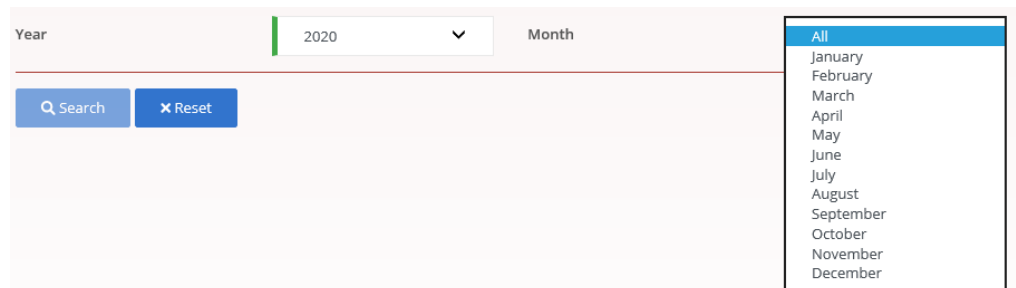 Year 2020 Month All
January
February
March
April
May
June
July
August
September
October
November
December
Search Reset